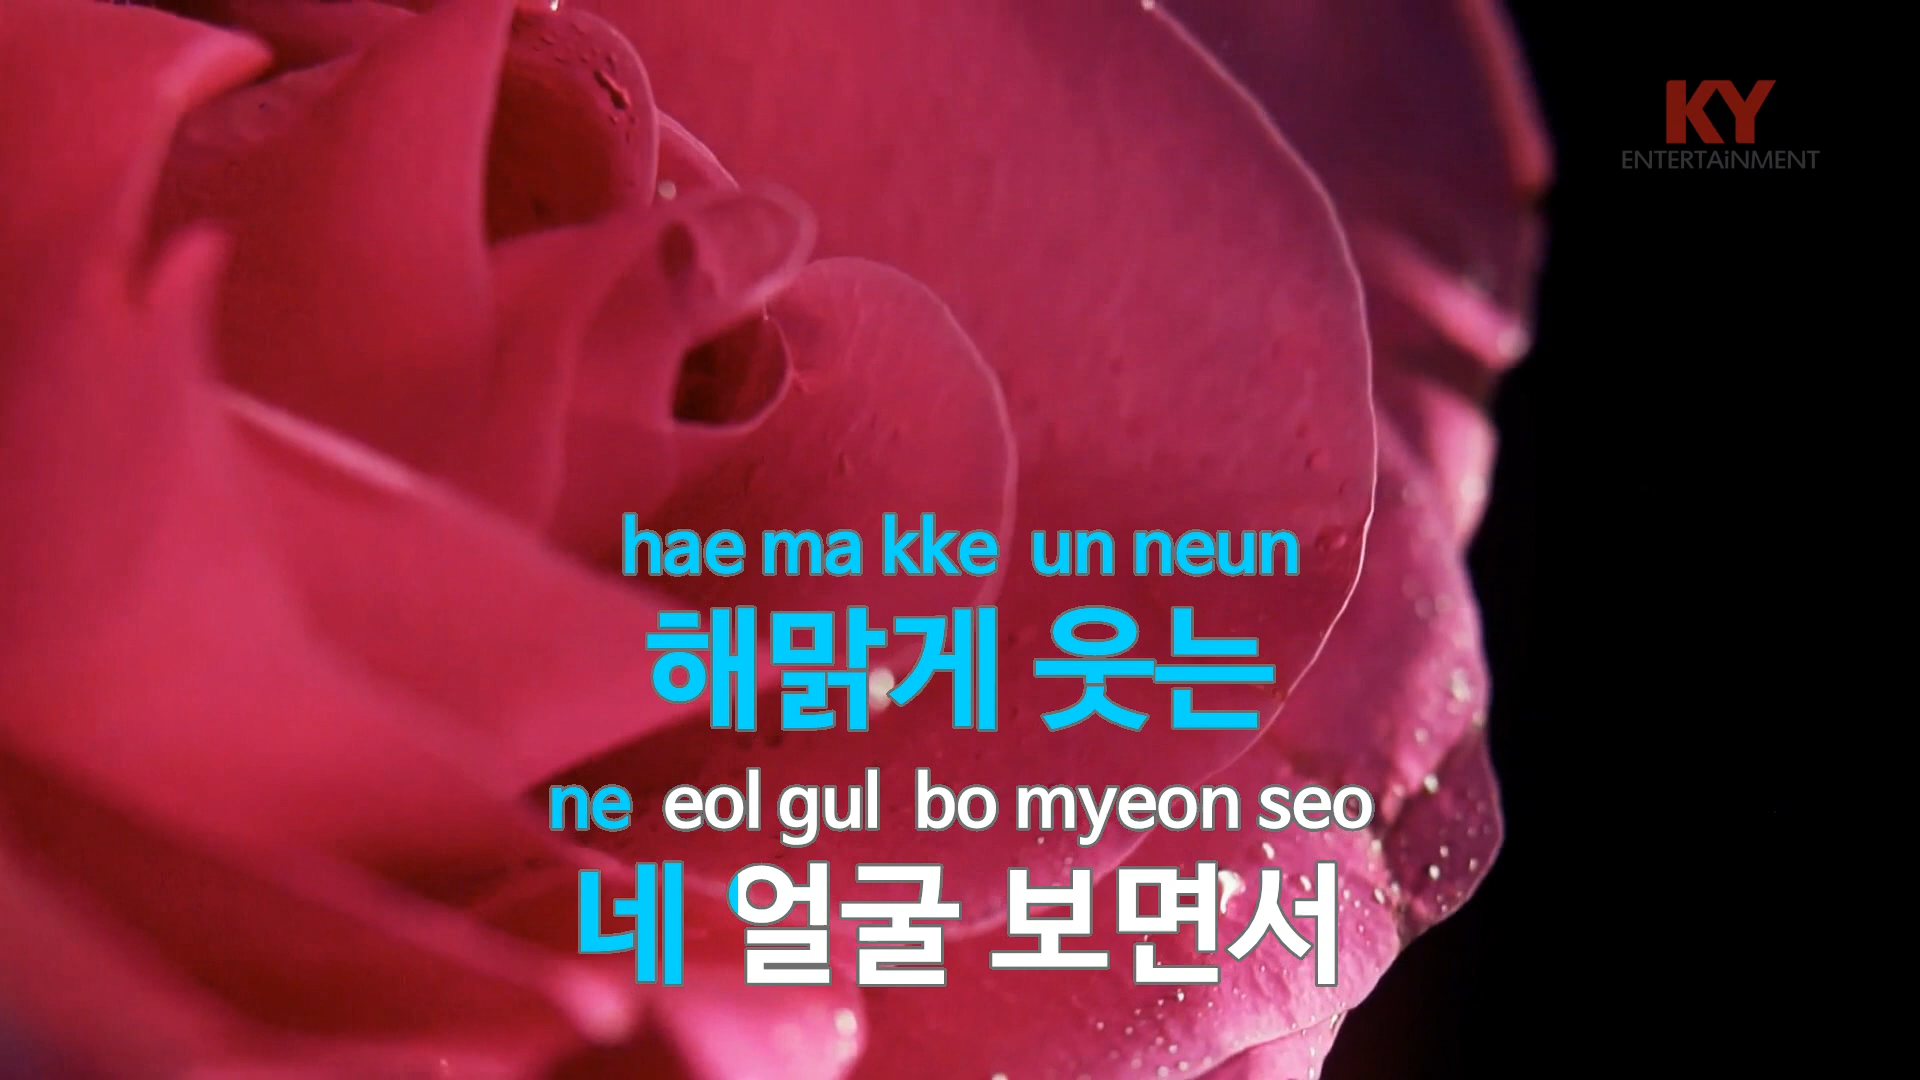 KY
ENTERTAiNMENT
hae ma kke un neun
해맑게 웃는
ne eol gul bo myeon seo
네 얼굴 보면서